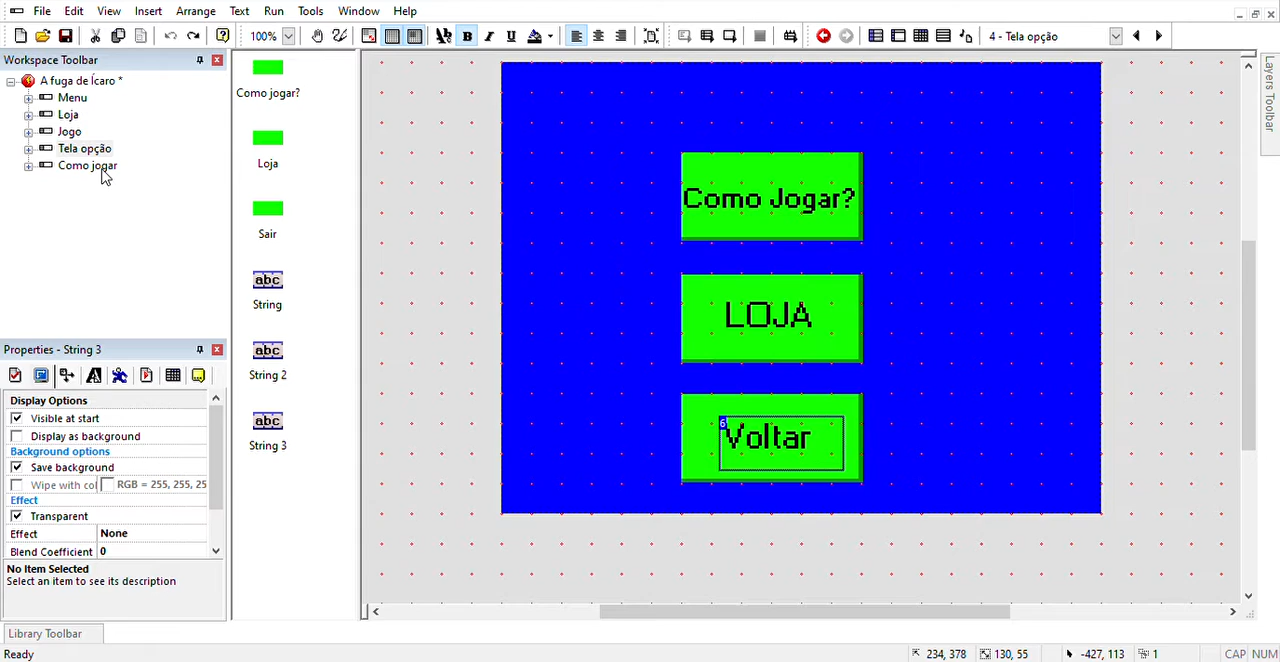 File Edit View Insert Arrange Text Run Tools Window Help
100% B I U 4 - Tela opção
Workspace Toolbar
A fuga de Ícaro *
Menu
Loja
Jogo
Tela opção
Como jogar
Properties - String 3
Display Options
Visible at start
Display as background
Background options
Save background
Wipe with col RGB = 255, 255, 25
Effect
Transparent
Effect None
Blend Coefficient 0
No Item Selected
Select an item to see its description
Library Toolbar
Como jogar?
Loja
Sair
abc
String
abc
String 2
abc
String 3
Como Jogar?
LOJA
6
Voltar
Layers Toolbar
Ready 234, 378 130, 55 -427, 113 1 CAP NUM